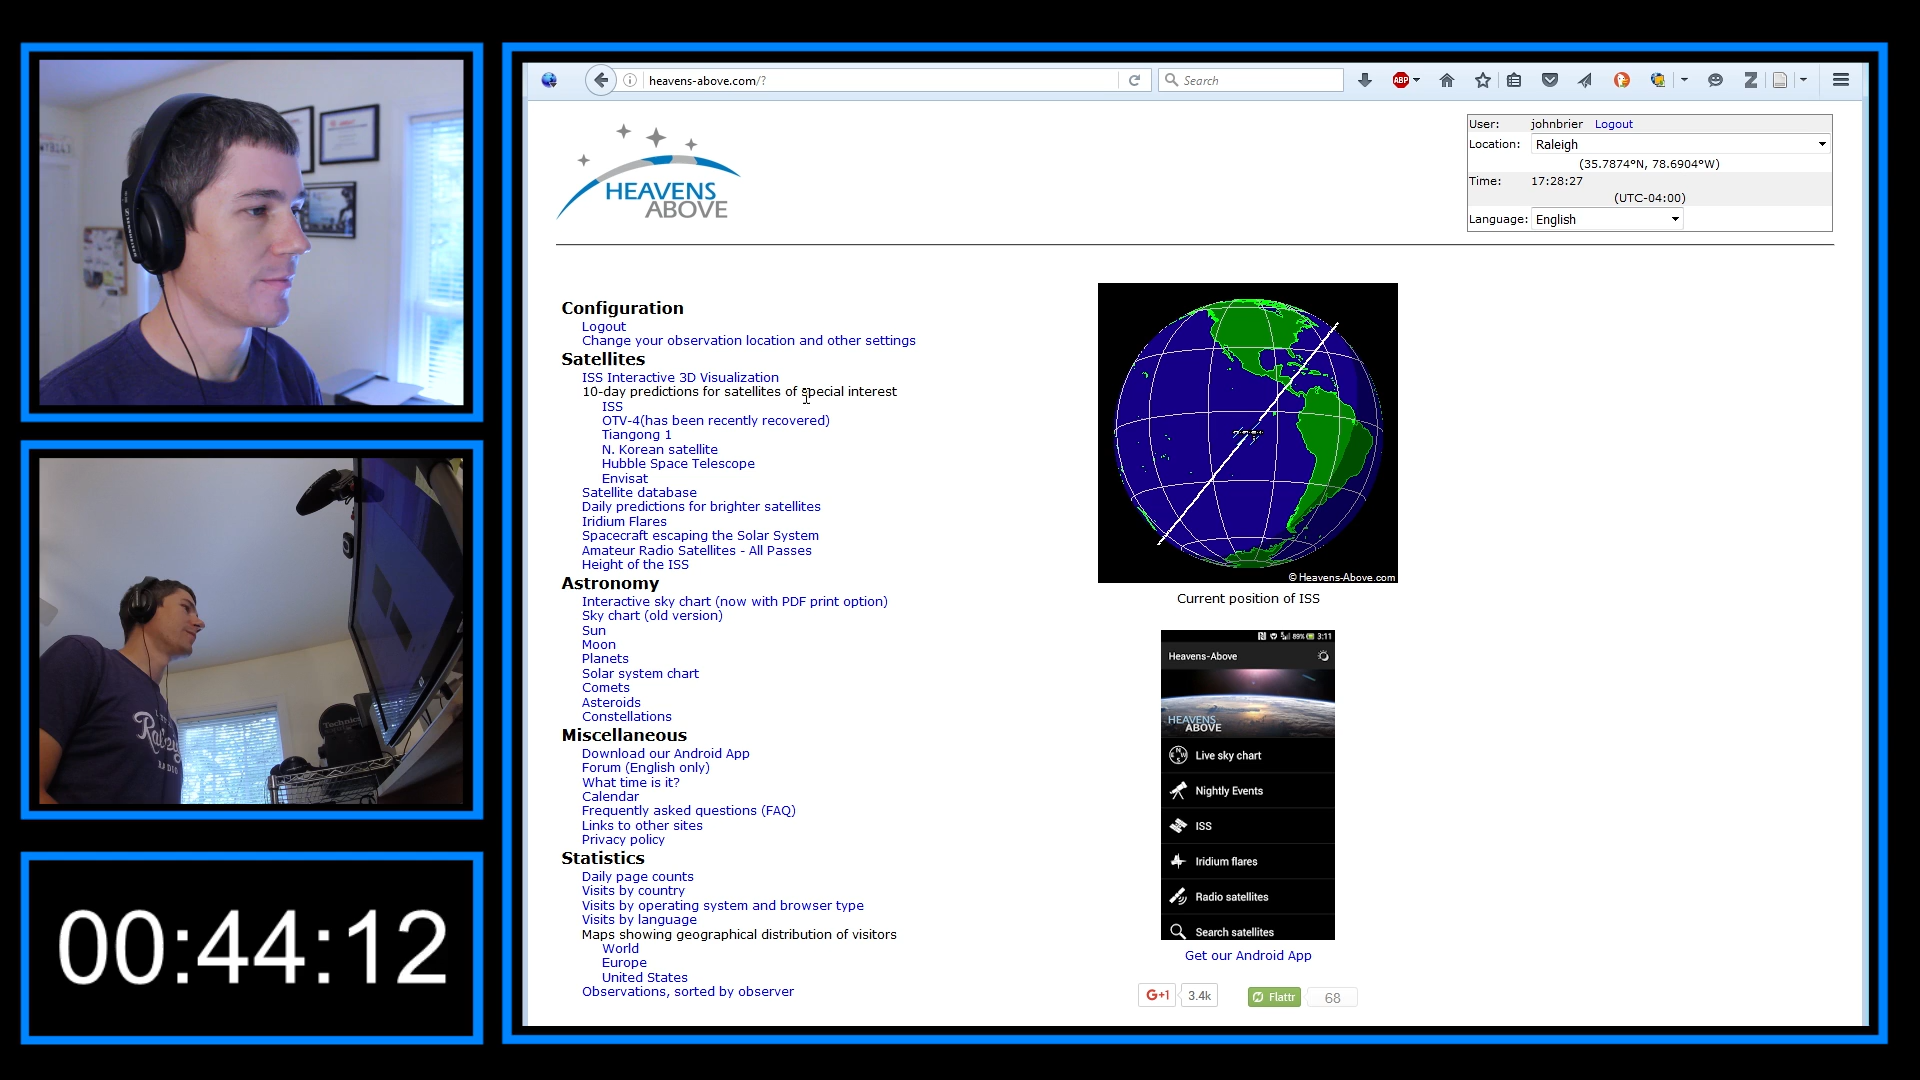 Technics
Raleigh
00:44:12
heavens-above.com/?
Search
ABP
HEAVENS
ABOVE
User: johnbrier Logout
Location: Raleigh
(35.7874°N, 78.6904°W)
Time: 17:28:27
(UTC-04:00)
Language: English
Configuration
Logout
Change your observation location and other settings
Satellites
ISS Interactive 3D Visualization
10-day predictions for satellites of special interest
ISS
OTV-4(has been recently recovered)
Tiangong 1
N. Korean satellite
Hubble Space Telescope
Envisat
Satellite database
Daily predictions for brighter satellites
Iridium Flares
Spacecraft escaping the Solar System
Amateur Radio Satellites - All Passes
Height of the ISS
Astronomy
Interactive sky chart (now with PDF print option)
Sky chart (old version)
Sun
Moon
Planets
Solar system chart
Comets
Asteroids
Constellations
Miscellaneous
Download our Android App
Forum (English only)
What time is it?
Calendar
Frequently asked questions (FAQ)
Links to other sites
Privacy policy
Statistics
Daily page counts
Visits by country
Visits by operating system and browser type
Visits by language
Maps showing geographical distribution of visitors
World
Europe
United States
Observations, sorted by observer
© Heavens-Above.com
Current position of ISS
89% 3:11
Heavens-Above
HEAVENS
ABOVE
Live sky chart
Nightly Events
ISS
Iridium flares
Radio satellites
Search satellites
Get our Android App
G+1 3.4k
Flattr 68